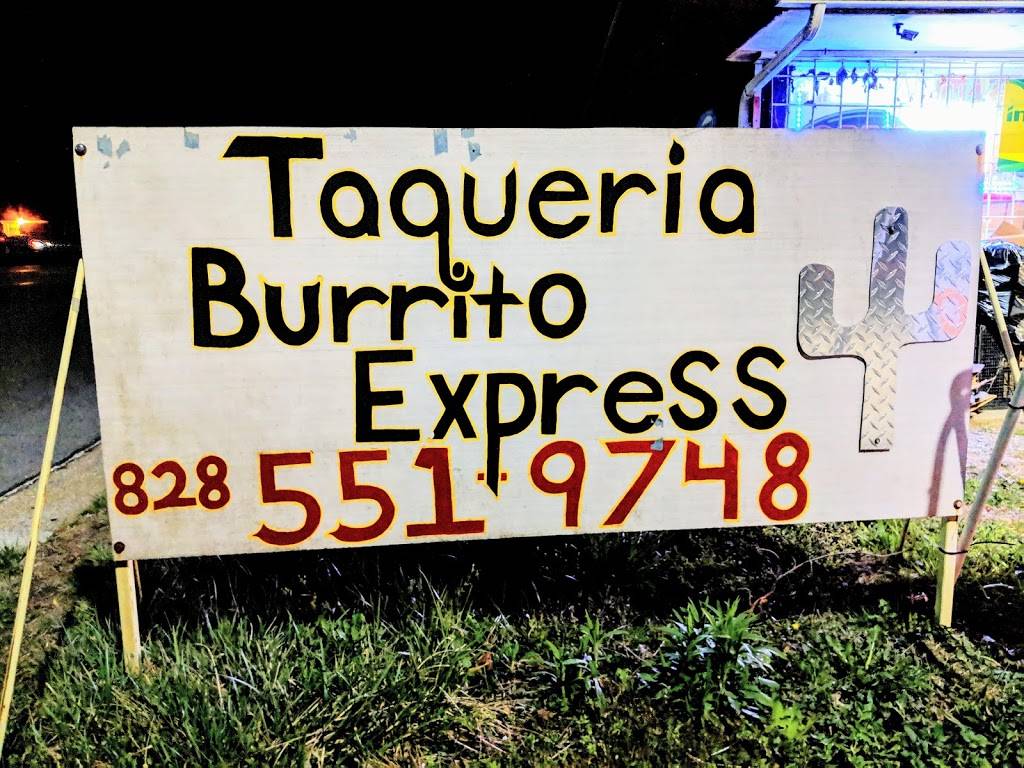 Taqueria
Burrito
Express
828 551-9748